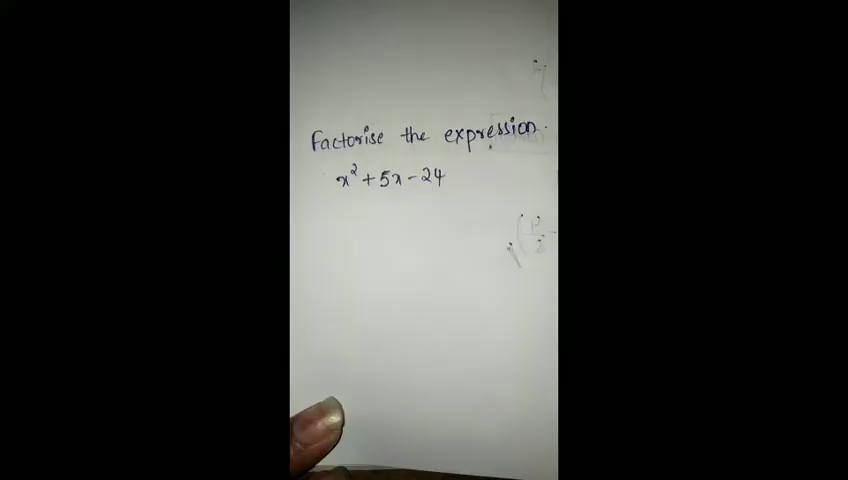 Factorise the expression.
x² + 5x - 24